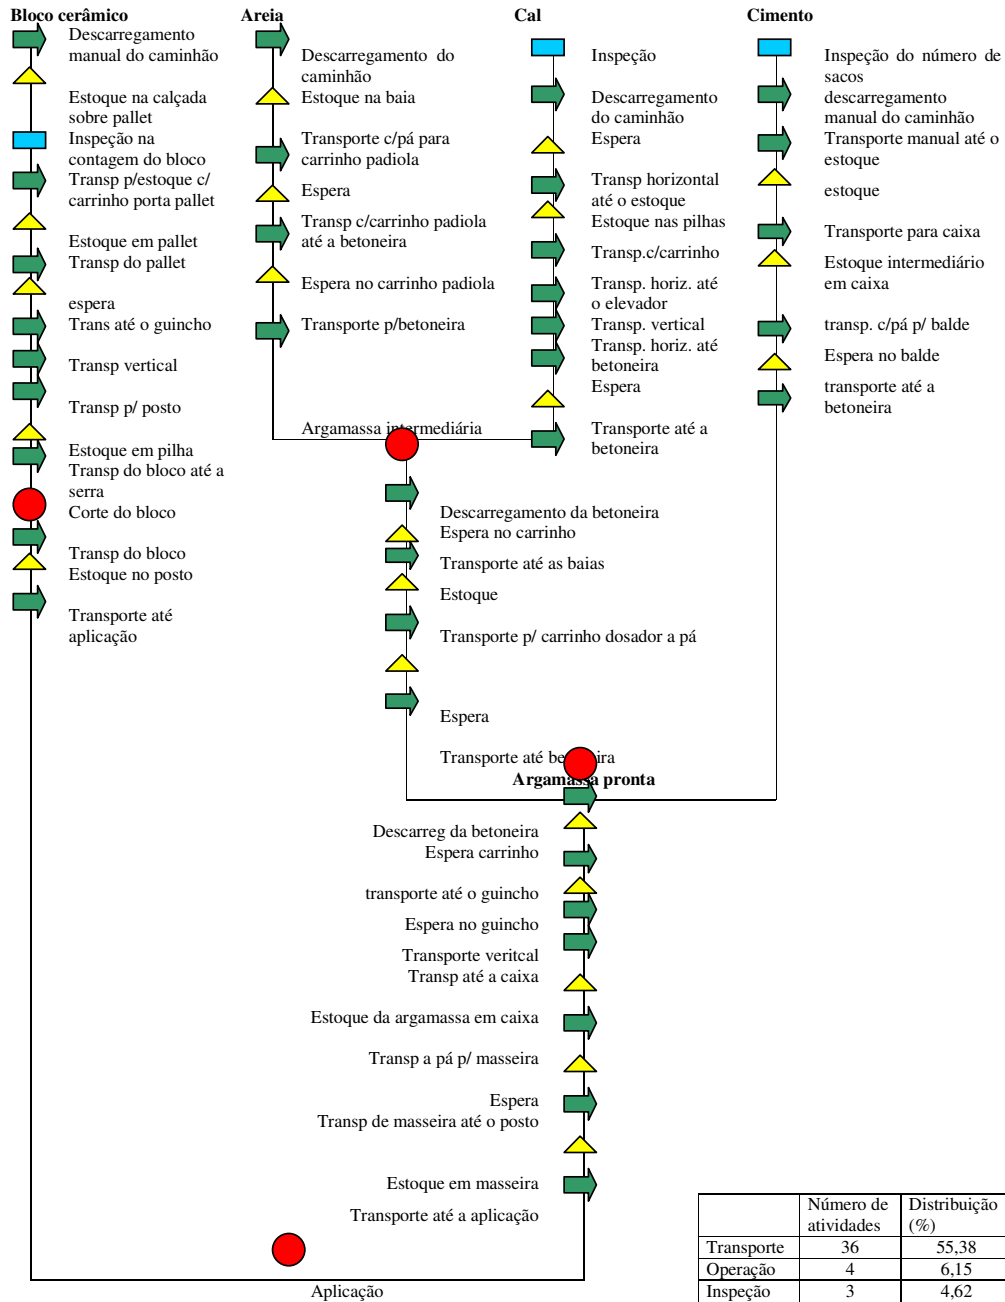 Bloco cerâmico
Descarregamento
manual do caminhão
Estoque na calçada
sobre pallet
Inspeção na
contagem do bloco
Transp p/estoque c/
carrinho porta pallet
Estoque em pallet
Transp do pallet
espera
Trans até o guincho
Transp vertical
Transp p/ posto
Estoque em pilha
Transp do bloco até a
serra
Corte do bloco
Transp do bloco
Estoque no posto
Transporte até
aplicação
Areia
Descarregamento do
caminhão
Estoque na baia
Transporte c/pá para
carrinho padiola
Espera
Transp c/carrinho padiola
até a betoneira
Espera no carrinho padiola
Transporte p/betoneira
Cal
Inspeção
Descarregamento
do caminhão
Espera
Transp horizontal
até o estoque
Estoque nas pilhas
Transp.c/carrinho
Transp. horiz. até
o elevador
Transp. vertical
Transp. horiz. até
betoneira
Espera
Transporte até a
betoneira
Cimento
Inspeção do número de
sacos
descarregamento
manual do caminhão
Transporte manual até o
estoque
estoque
Transporte para caixa
Estoque intermediário
em caixa
transp. c/pá p/ balde
Espera no balde
transporte até a
betoneira
Argamassa intermediária
Descarregamento da betoneira
Espera no carrinho
Transporte até as baias
Estoque
Transporte p/ carrinho dosador a pá
Espera
Transporte até betoneira
Argamassa pronta
Descarreg da betoneira
Espera carrinho
transporte até o guincho
Espera no guincho
Transporte veritcal
Transp até a caixa
Estoque da argamassa em caixa
Transp a pá p/ masseira
Espera
Transp de masseira até o posto
Estoque em masseira
Transporte até a aplicação
Aplicação
Número de Distribuição
atividades (%)
Transporte 36 55,38
Operação 4 6,15
Inspeção 3 4,62